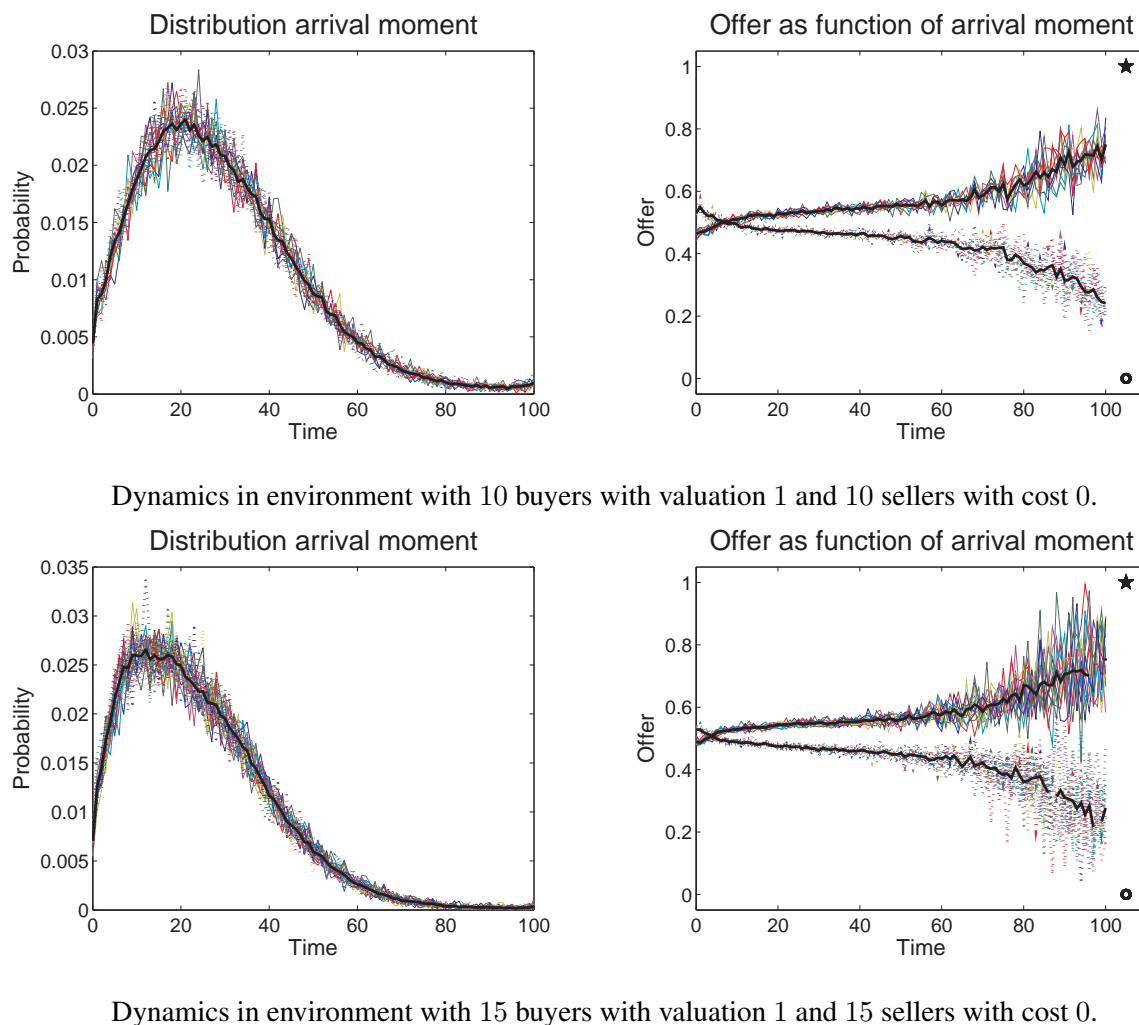 Distribution arrival moment
Offer as function of arrival moment
0.03
0.025
0.02
0.015
0.01
0.005
0
Probability
0 20 40 60 80 100
Time
1
0.8
0.6
0.4
0.2
0
Offer
0 20 40 60 80 100
Time
Dynamics in environment with 10 buyers with valuation 1 and 10 sellers with cost 0.
Distribution arrival moment
Offer as function of arrival moment
0.035
0.03
0.025
0.02
0.015
0.01
0.005
0
Probability
0 20 40 60 80 100
Time
1
0.8
0.6
0.4
0.2
0
Offer
0 20 40 60 80 100
Time
Dynamics in environment with 15 buyers with valuation 1 and 15 sellers with cost 0.